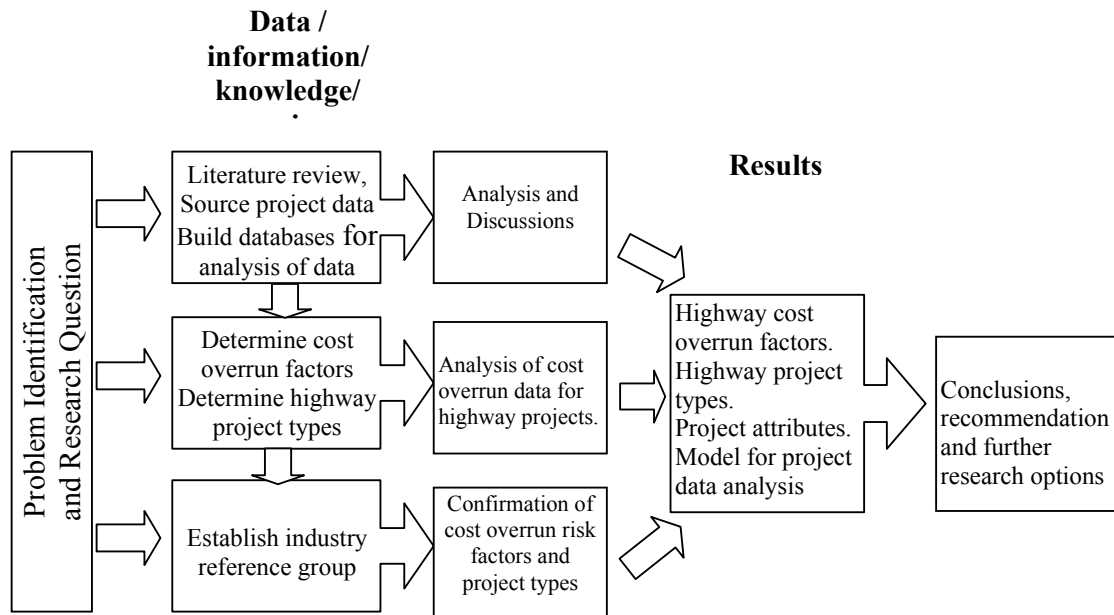 Data /
information/
knowledge/
.
Results
Problem Identification
and Research Question
Literature review,
Source project data
Build databases for
analysis of data
Analysis and
Discussions
Determine cost
overrun factors
Determine highway
project types
Analysis of cost
overrun data for
highway projects.
Establish industry
reference group
Confirmation of
cost overrun risk
factors and
project types
Highway cost
overrun factors.
Highway project
types.
Project attributes.
Model for project
data analysis
Conclusions,
recommendation
and further
research options